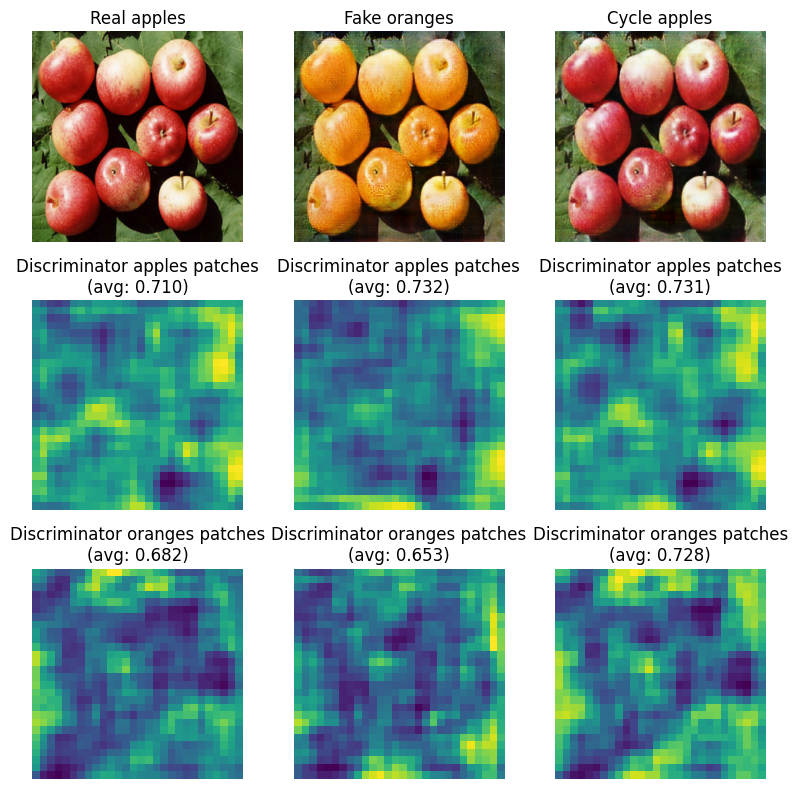 Real apples
Fake oranges
Cycle apples
Discriminator apples patches
(avg: 0.710)
Discriminator apples patches
(avg: 0.732)
Discriminator apples patches
(avg: 0.731)
Discriminator oranges patches
(avg: 0.682)
Discriminator oranges patches
(avg: 0.653)
Discriminator oranges patches
(avg: 0.728)